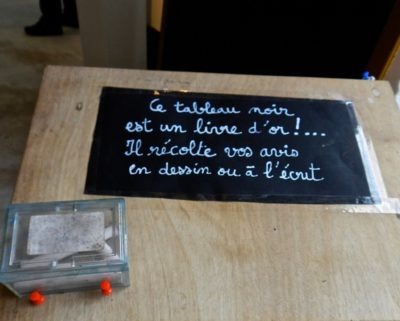 Ce tableau noir
est un livre d'or !...
Il récolte vos avis
en dessin ou à l'écrit